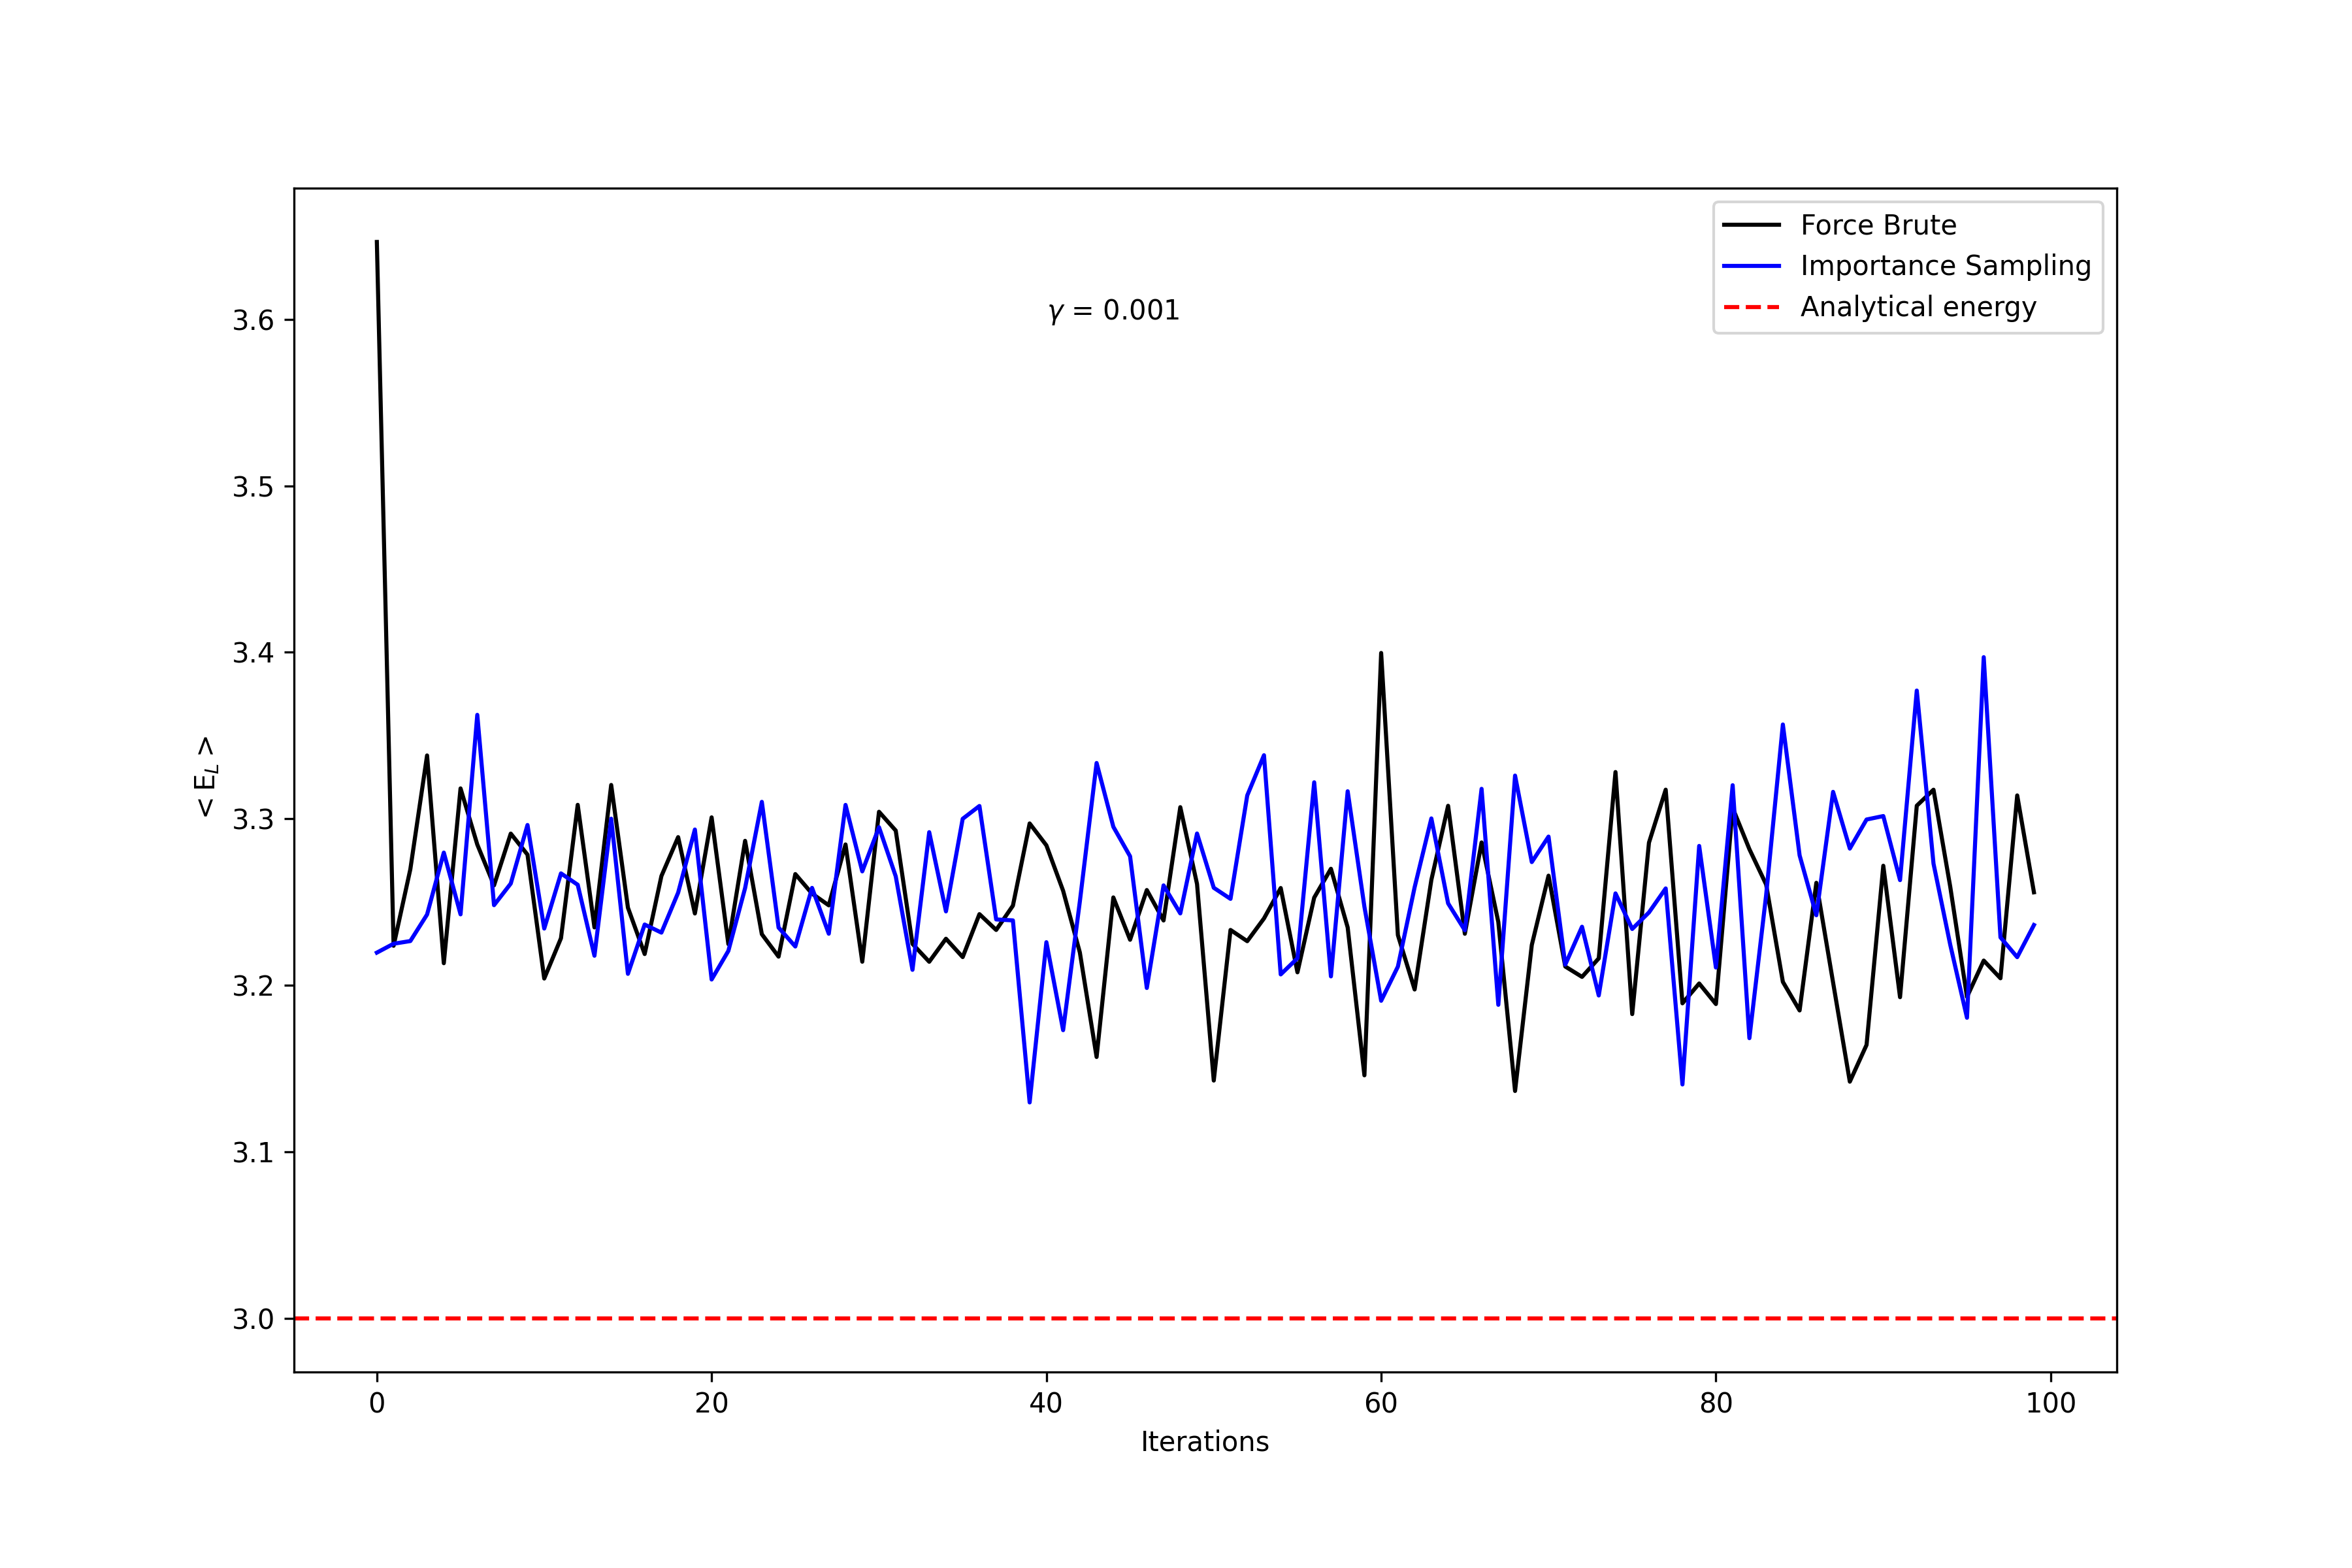 Force Brute
Importance Sampling
Analytical energy
γ = 0.001
3.6
3.5
3.4
3.3
3.2
3.1
3.0
< E_L >
0 20 40 60 80 100
Iterations